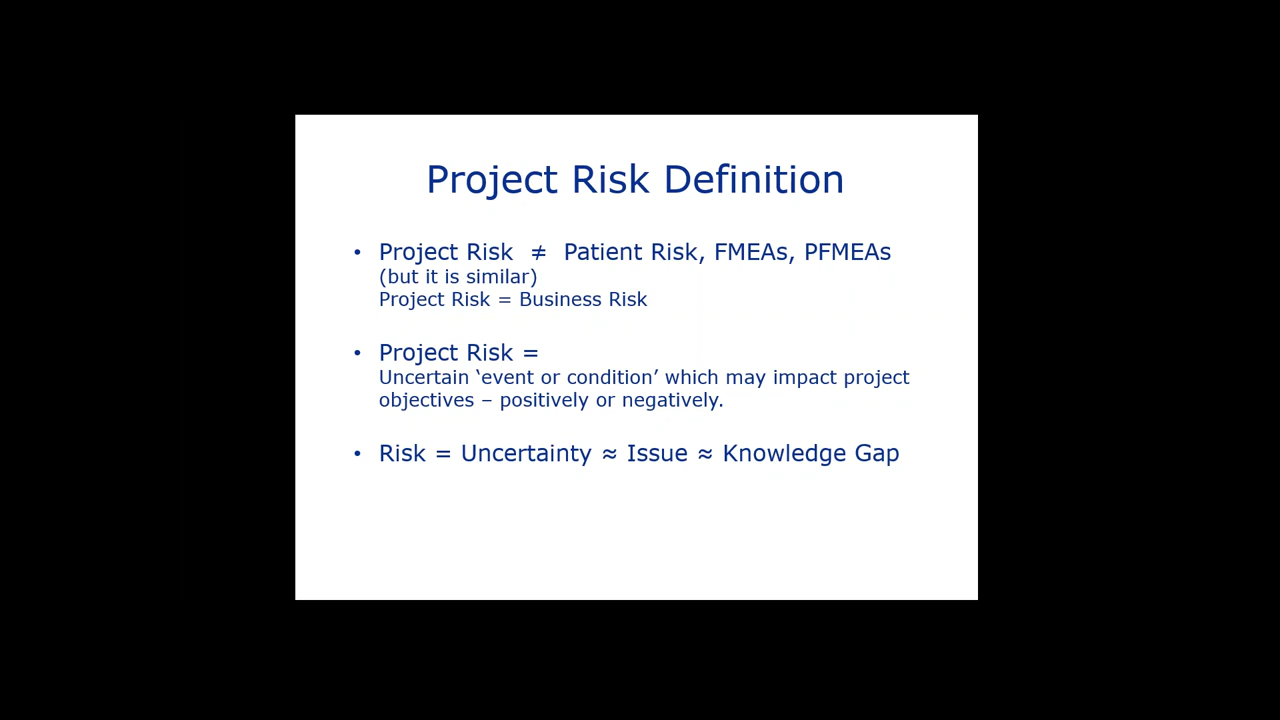 Project Risk Definition
• Project Risk ≠ Patient Risk, FMEAs, PFMEAs
(but it is similar)
Project Risk = Business Risk
• Project Risk =
Uncertain ‘event or condition’ which may impact project
objectives – positively or negatively.
• Risk = Uncertainty ≈ Issue ≈ Knowledge Gap